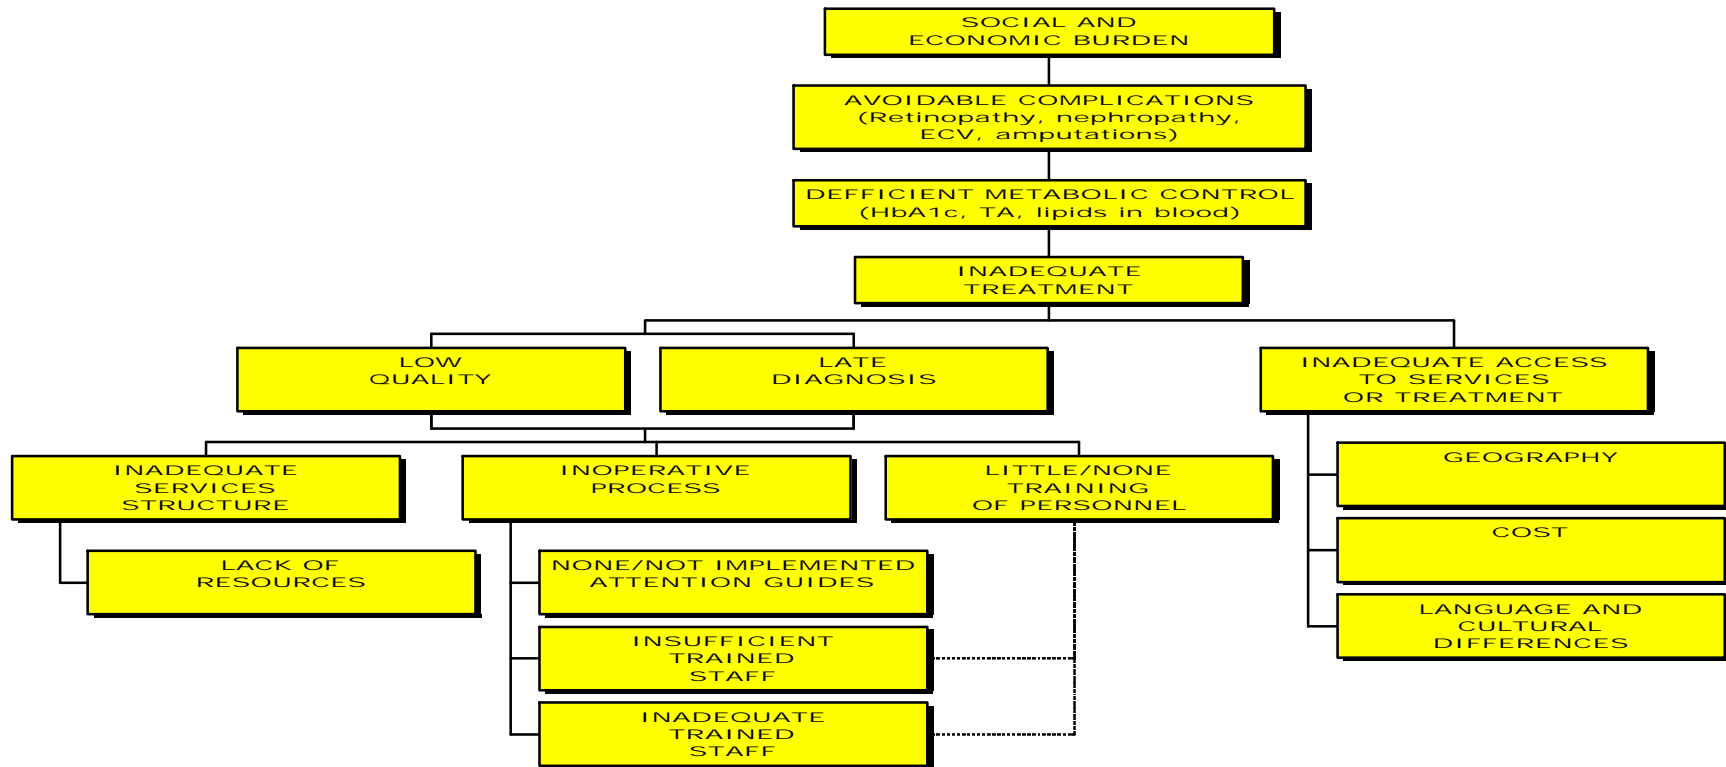 SOCIAL AND
ECONOMIC BURDEN
AVOIDABLE COMPLICATIONS
(Retinopathy, nephropathy,
ECV, amputations)
DEFFICIENT METABOLIC CONTROL
(HbA1c, TA, lipids in blood)
INADEQUATE
TREATMENT
LOW
QUALITY
LATE
DIAGNOSIS
INADEQUATE ACCESS
TO SERVICES
OR TREATMENT
INADEQUATE
SERVICES
STRUCTURE
INOPERATIVE
PROCESS
LITTLE/NONE
TRAINING
OF PERSONNEL
GEOGRAPHY
COST
LANGUAGE AND
CULTURAL
DIFFERENCES
LACK OF
RESOURCES
NONE/NOT IMPLEMENTED
ATTENTION GUIDES
INSUFFICIENT
TRAINED
STAFF
INADEQUATE
TRAINED
STAFF